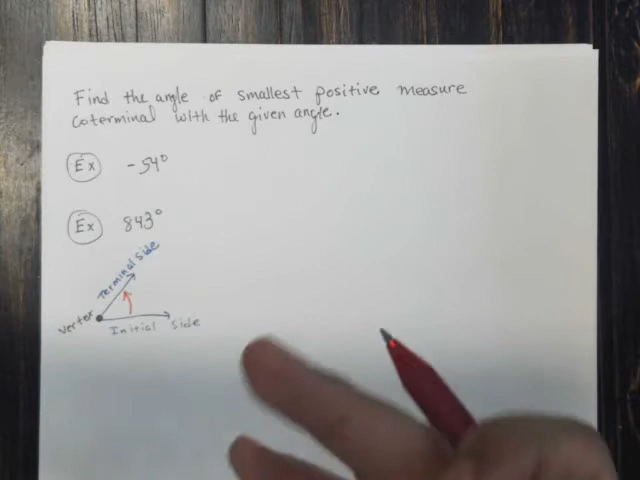 Find the angle of smallest positive measure
coterminal with the given angle.
Ex -54°
Ex 843°
Terminal Side
Vertex
Initial Side